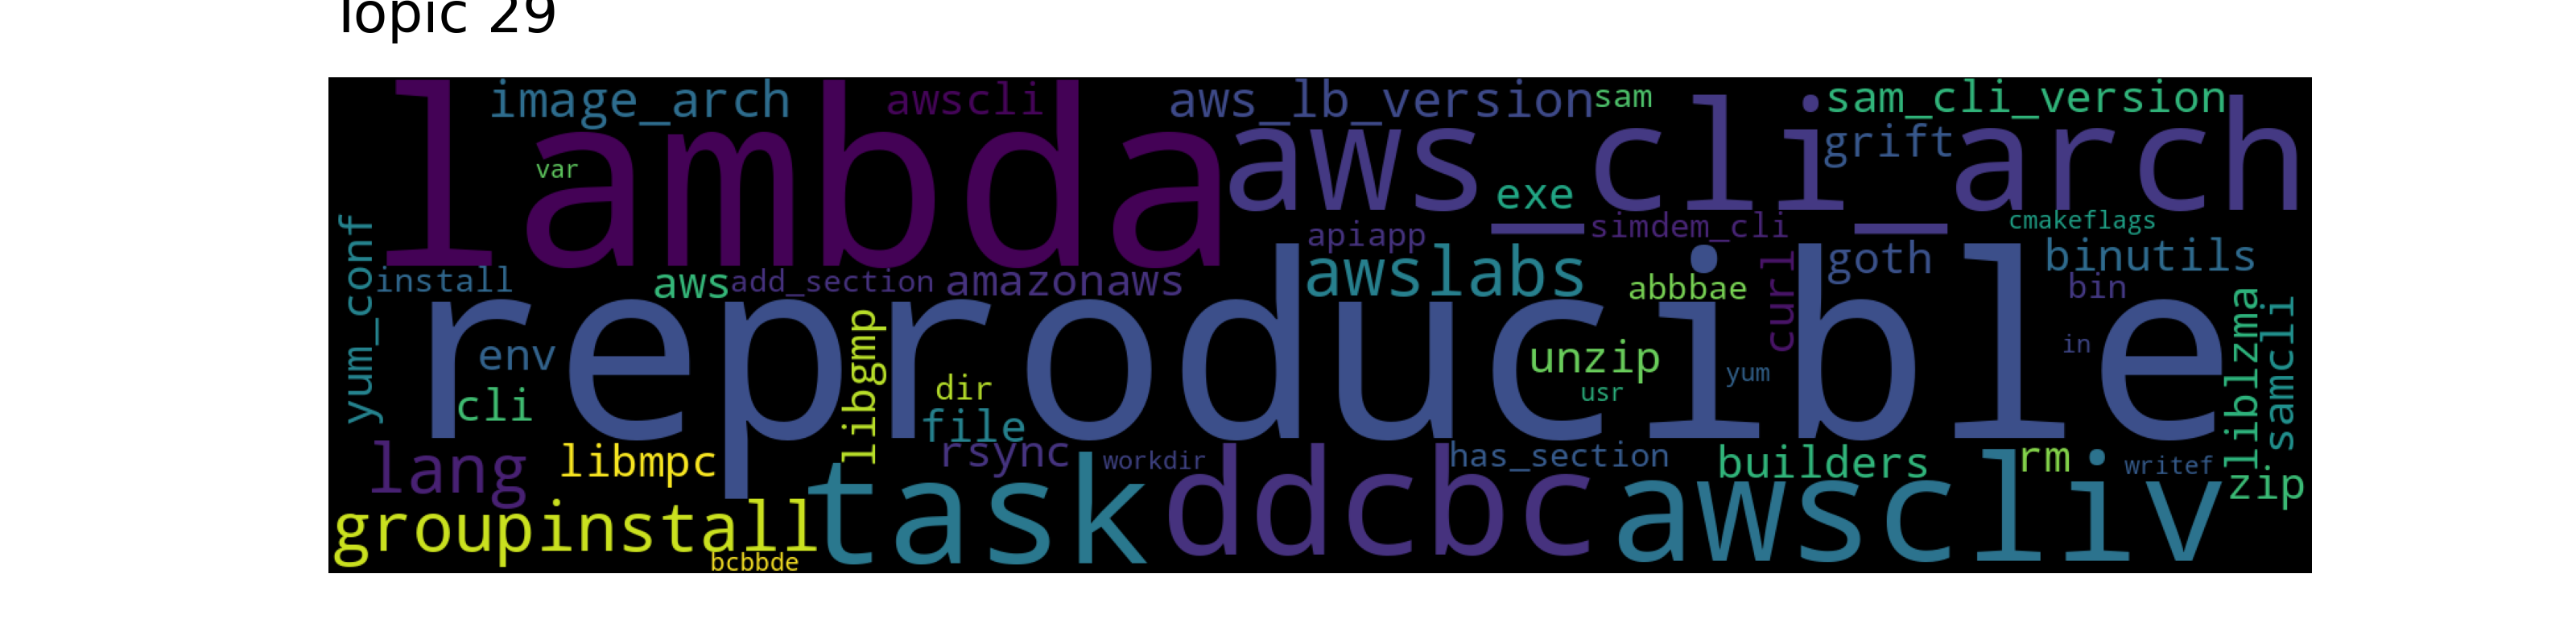 Topic 29
image_arch awscli aws_lb_version sam sam_cli_version
lambda aws_cli_arch grift
var exe
yum_conf apiapp simdem_cli cmakeflags
install aws add_section amazonaws awslabs abbbae curl goth binutils bin
reproducible
env libgmp dir unzip usr yum in liblzma samcli
cli file
lang libmpc rsync workdir has_section builders rm writef zip
groupinstall task ddcbc awscliv
bcbbde